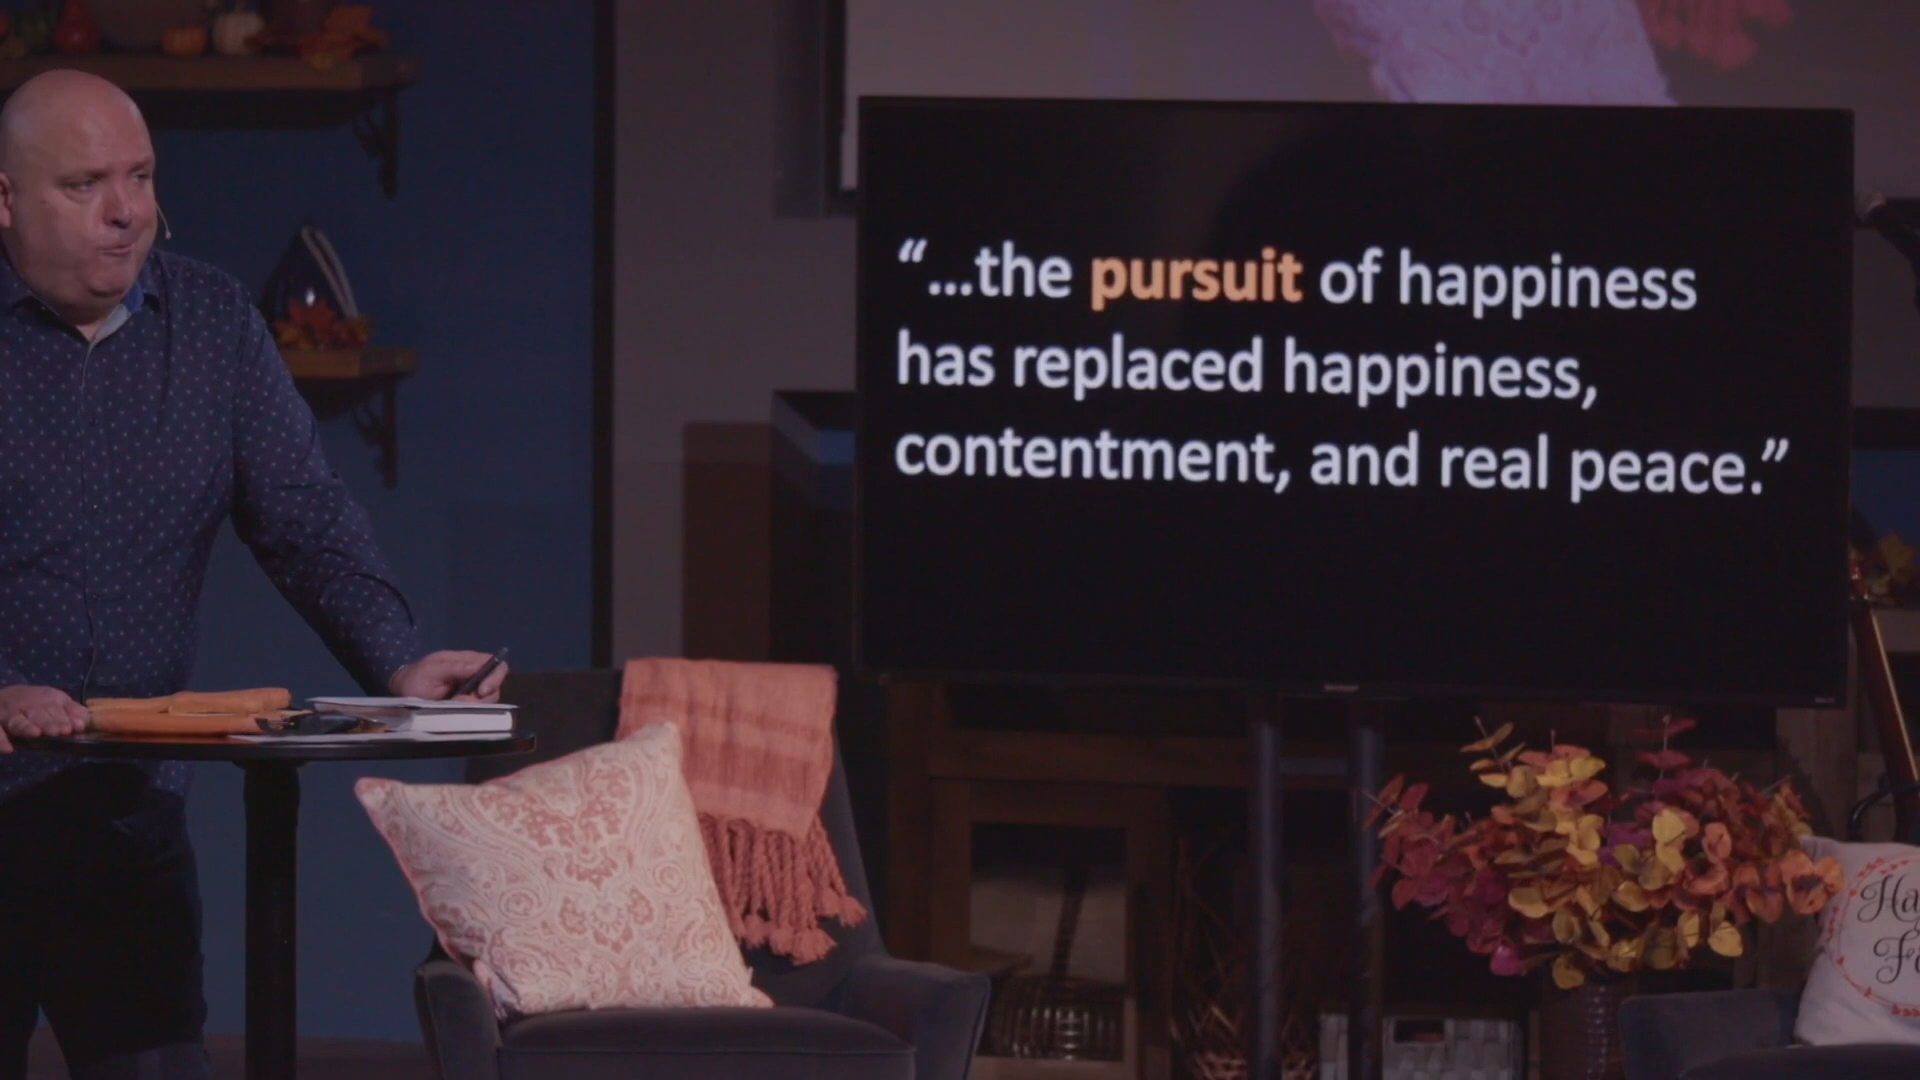 “...the pursuit of happiness
has replaced happiness,
contentment, and real peace.”